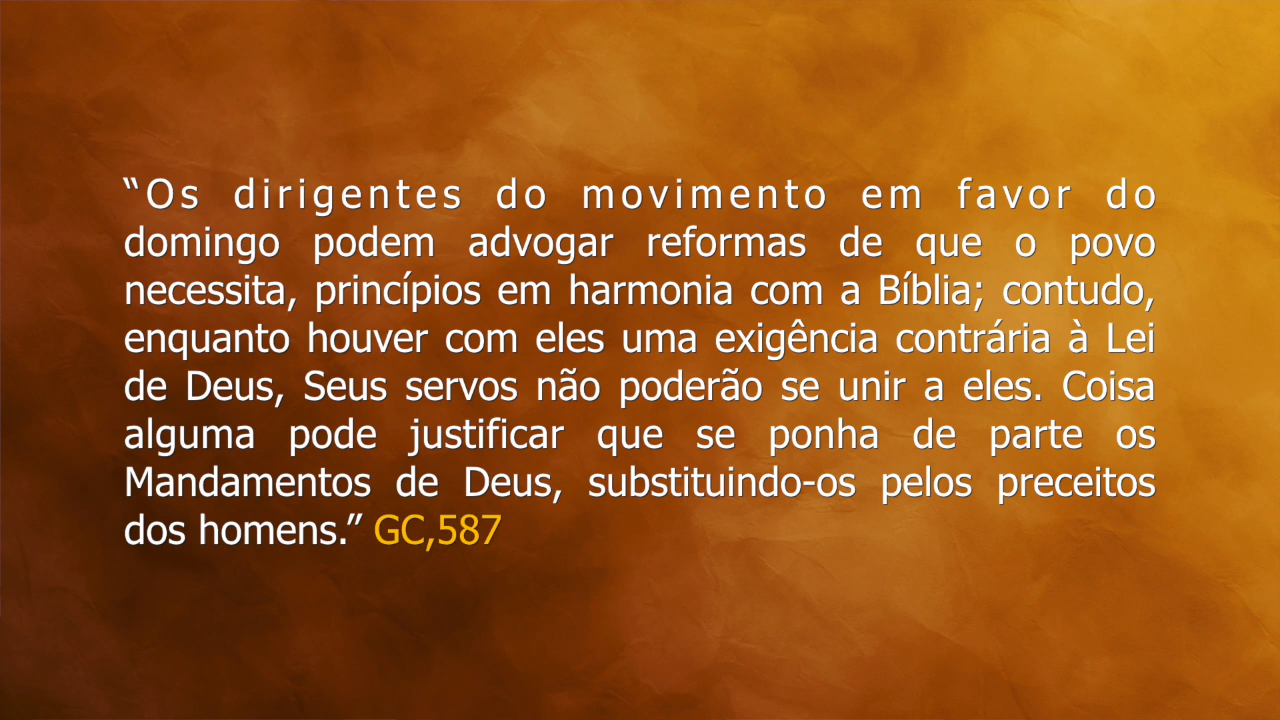 “Os dirigentes do movimento em favor do
domingo podem advogar reformas de que o povo
necessita, princípios em harmonia com a Bíblia; contudo,
enquanto houver com eles uma exigência contrária à Lei
de Deus, Seus servos não poderão se unir a eles. Coisa
alguma pode justificar que se ponha de parte os
Mandamentos de Deus, substituindo-os pelos preceitos
dos homens.” GC,587